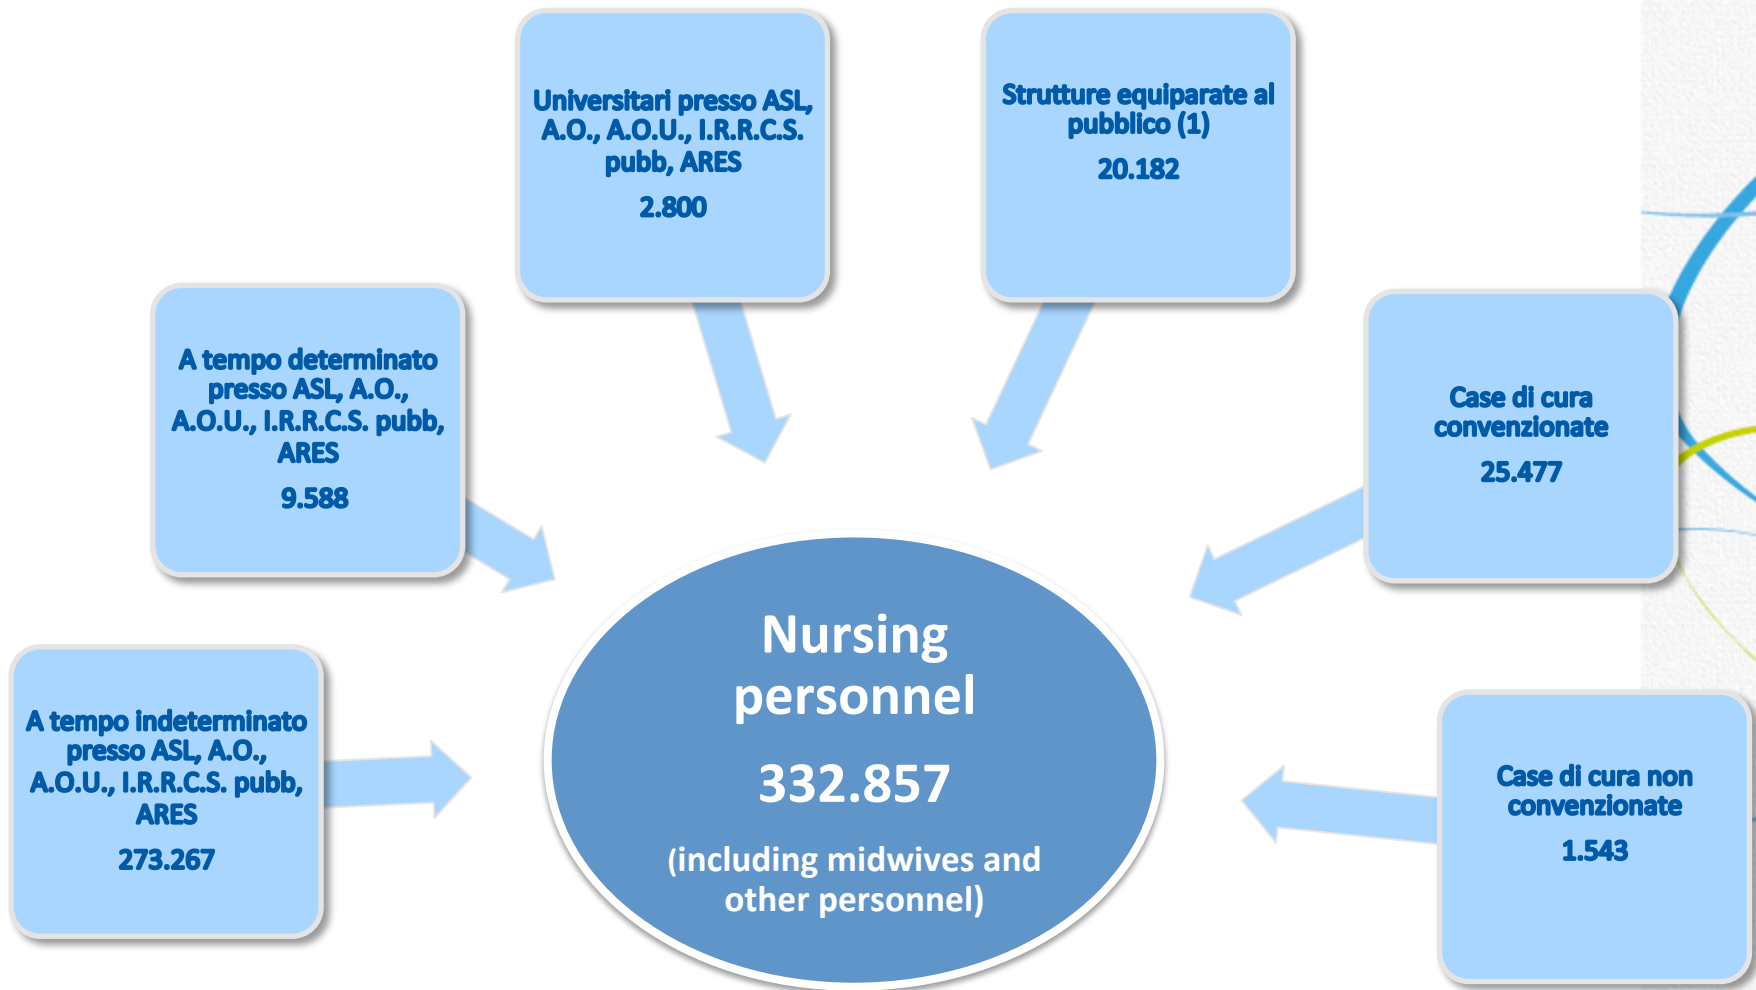 Universitari presso ASL,
A.O., A.O.U., I.R.R.C.S.
pubb, ARES
2.800
Strutture equiparate al
pubblico (1)
20.182
A tempo determinato
presso ASL, A.O.,
A.O.U., I.R.R.C.S. pubb,
ARES
9.588
Case di cura
convenzionate
25.477
A tempo indeterminato
presso ASL, A.O.,
A.O.U., I.R.R.C.S. pubb,
ARES
273.267
Nursing
personnel
332.857
(including midwives and
other personnel)
Case di cura non
convenzionate
1.543